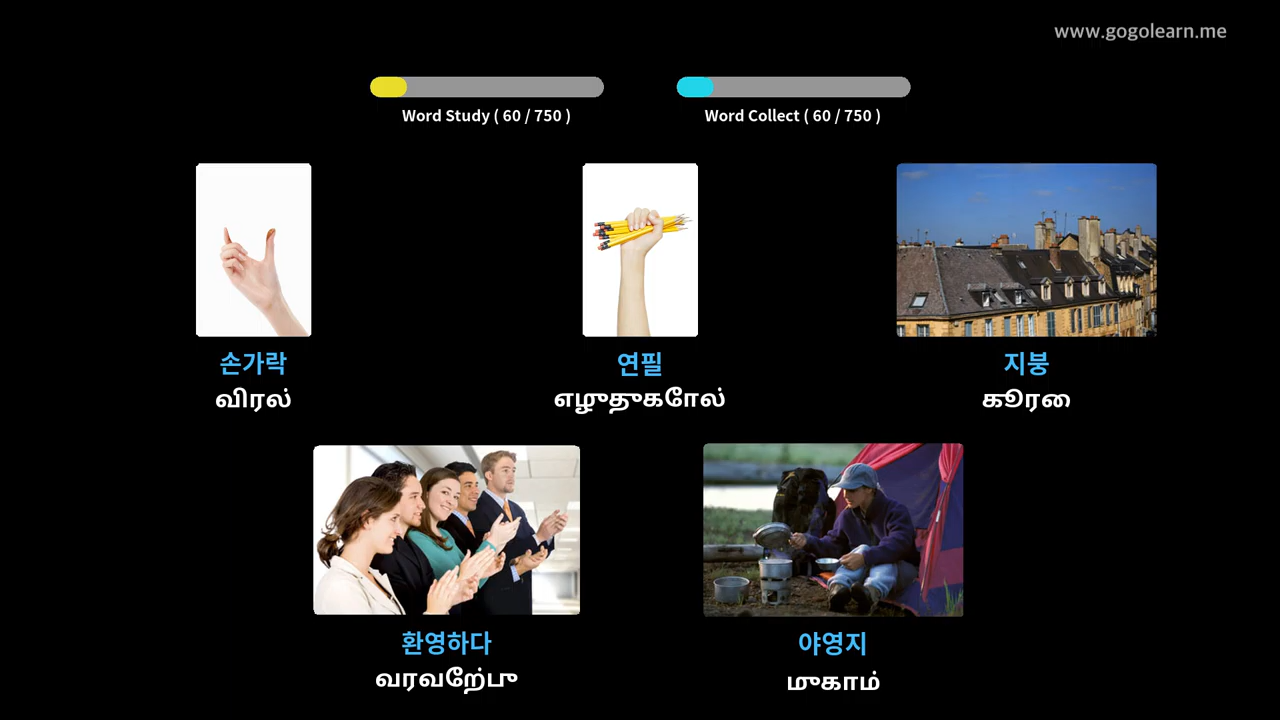 www.gogolearn.me
Word Study ( 60 / 750 )
Word Collect ( 60 / 750 )
손가락
விரல்
연필
எழுதுகோல்
지붕
கூரை
환영하다
வரவேற்பு
야영지
முகாம்